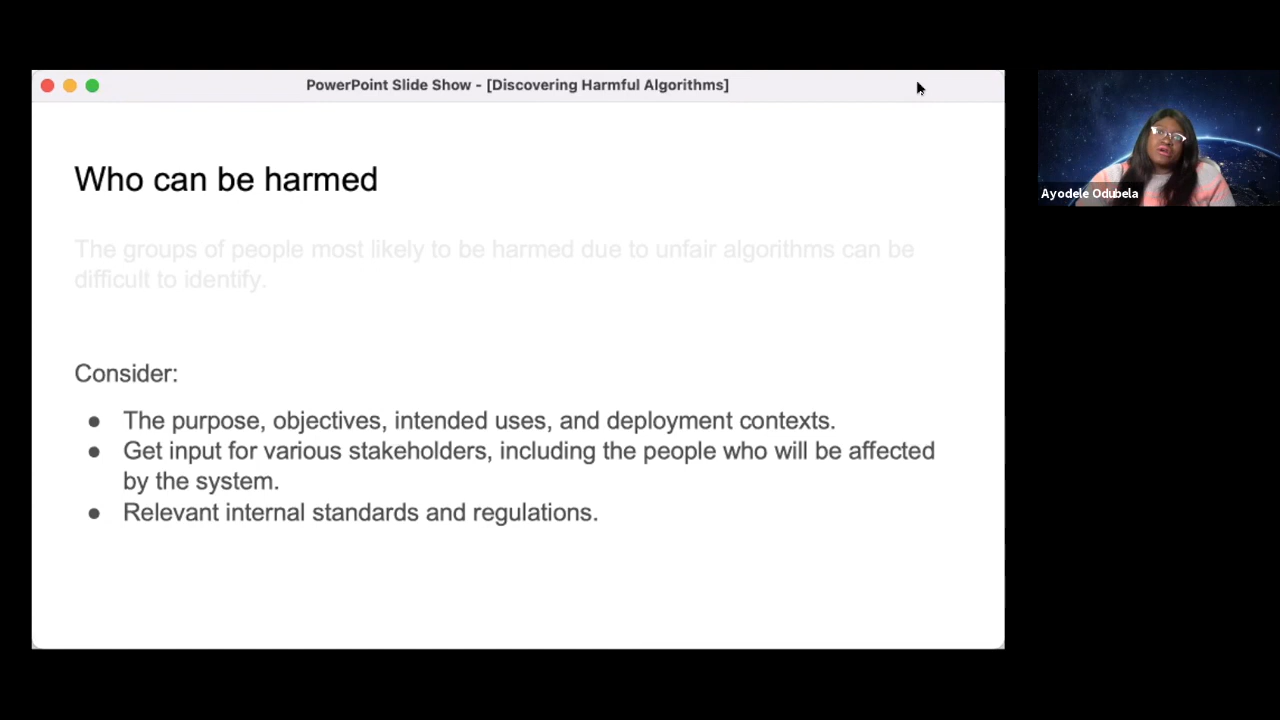 PowerPoint Slide Show - [Discovering Harmful Algorithms]
Who can be harmed
The groups of people most likely to be harmed due to unfair algorithms can be
difficult to identify.
Consider:
● The purpose, objectives, intended uses, and deployment contexts.
● Get input for various stakeholders, including the people who will be affected
by the system.
● Relevant internal standards and regulations.
Ayodele Odubela